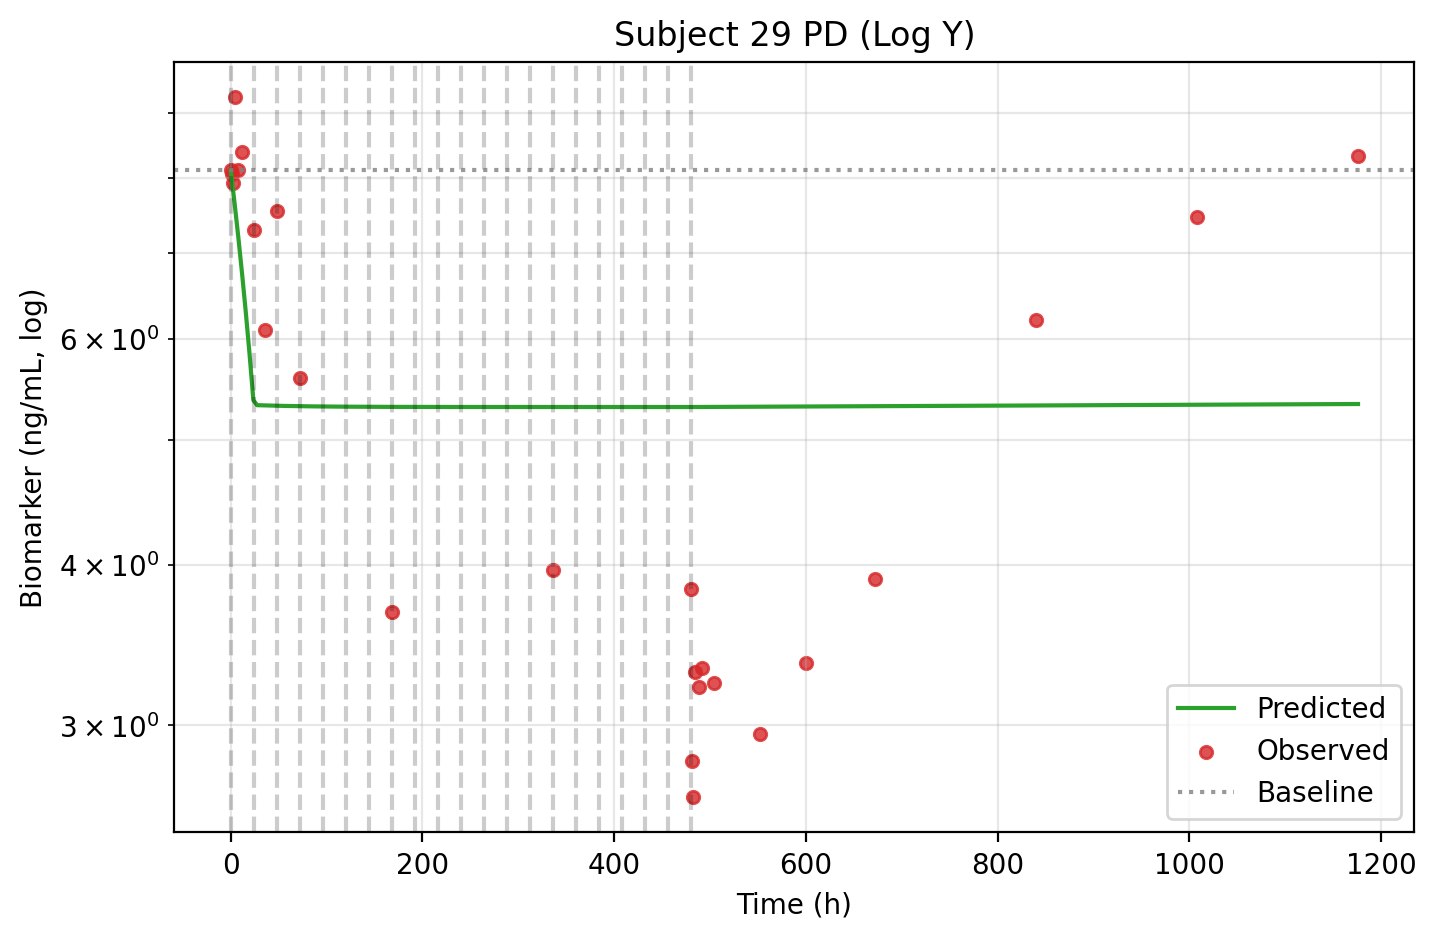 Subject 29 PD (Log Y)
Biomarker (ng/mL, log)
6 × 10⁰
4 × 10⁰
3 × 10⁰
Predicted
Observed
Baseline
0 200 400 600 800 1000 1200
Time (h)